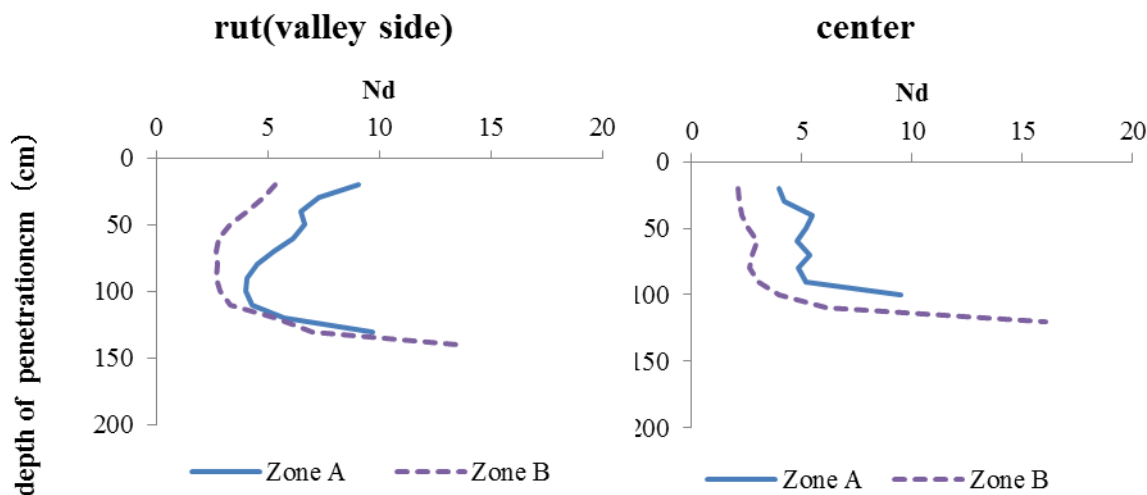 rut(valley side)
Nd
0 5 10 15 20
0
50
100
150
200
depth of penetrationcm (cm)
Zone A Zone B
center
Nd
0 5 10 15 20
0
50
100
150
200
Zone A Zone B